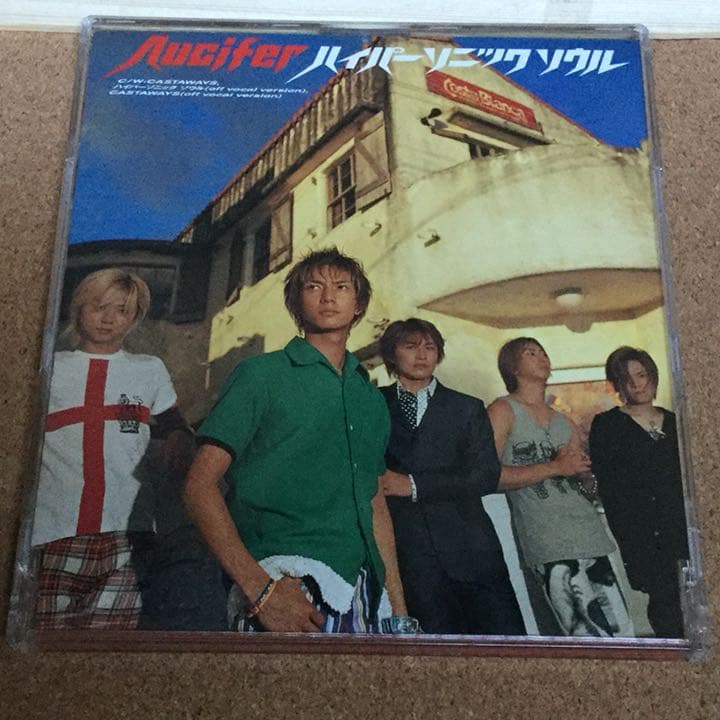 Λucifer ハイパーソニック ソウル
C/W:CASTAWAYS,
ハイパーソニック ソウル(off vocal version),
CASTAWAYS(off vocal version)
Costa Blanca